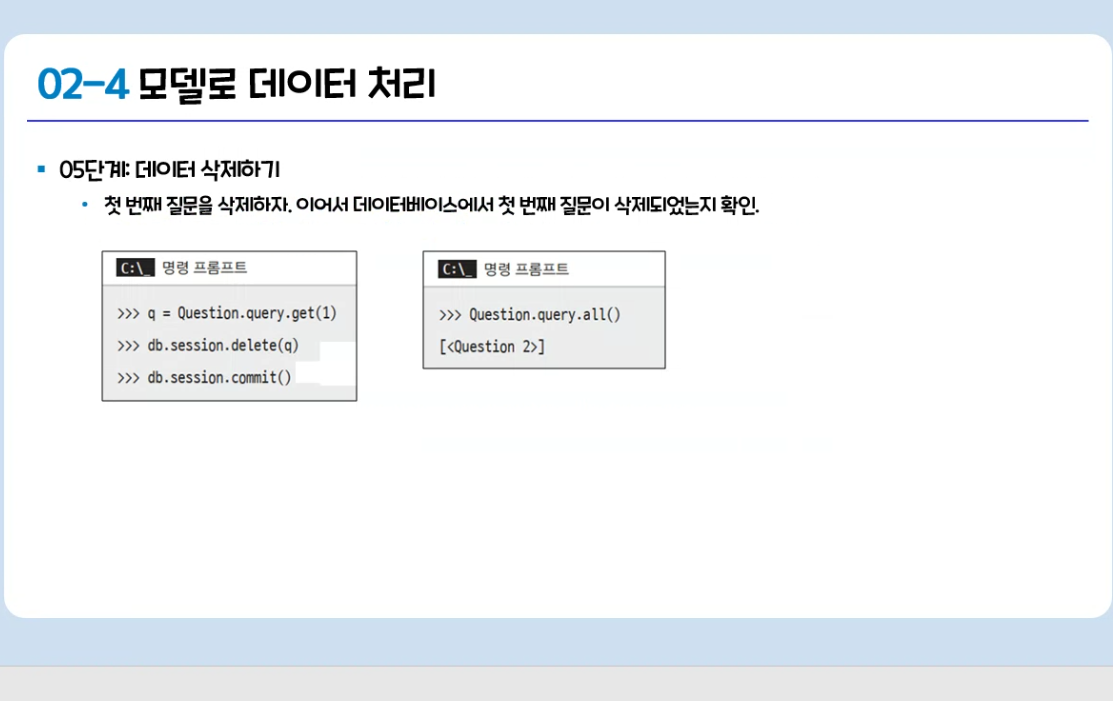 02-4 모델로 데이터 처리
05단계: 데이터 삭제하기
첫 번째 질문을 삭제하자. 이어서 데이터베이스에서 첫 번째 질문이 삭제되었는지 확인.
C:\_ 명령 프롬프트
>>> q = Question.query.get(1)
>>> db.session.delete(q)
>>> db.session.commit()
C:\_ 명령 프롬프트
>>> Question.query.all()
[<Question 2>]